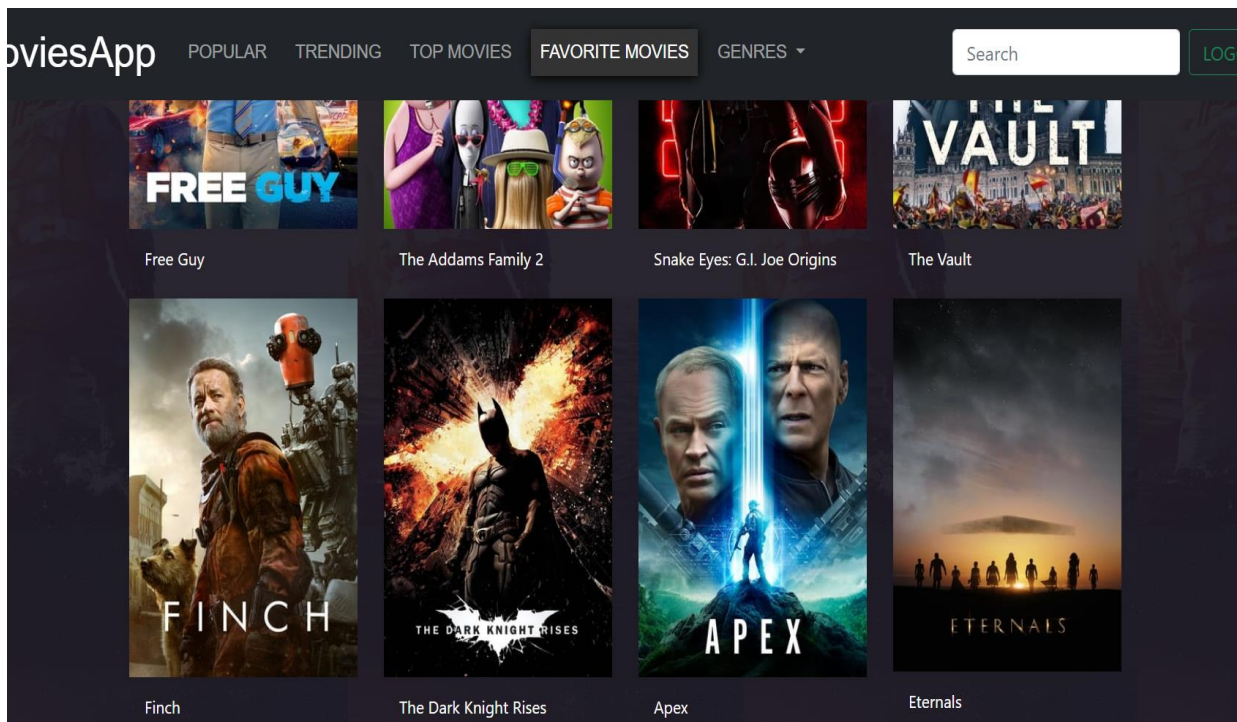 oviesApp POPULAR TRENDING TOP MOVIES FAVORITE MOVIES GENRES Search LOG
FREE GUY
VAULT
Free Guy
The Addams Family 2
Snake Eyes: G.I. Joe Origins
The Vault
FINCH
THE DARK KNIGHT RISES
APEX
ETERNALS
Finch
The Dark Knight Rises
Apex
Eternals